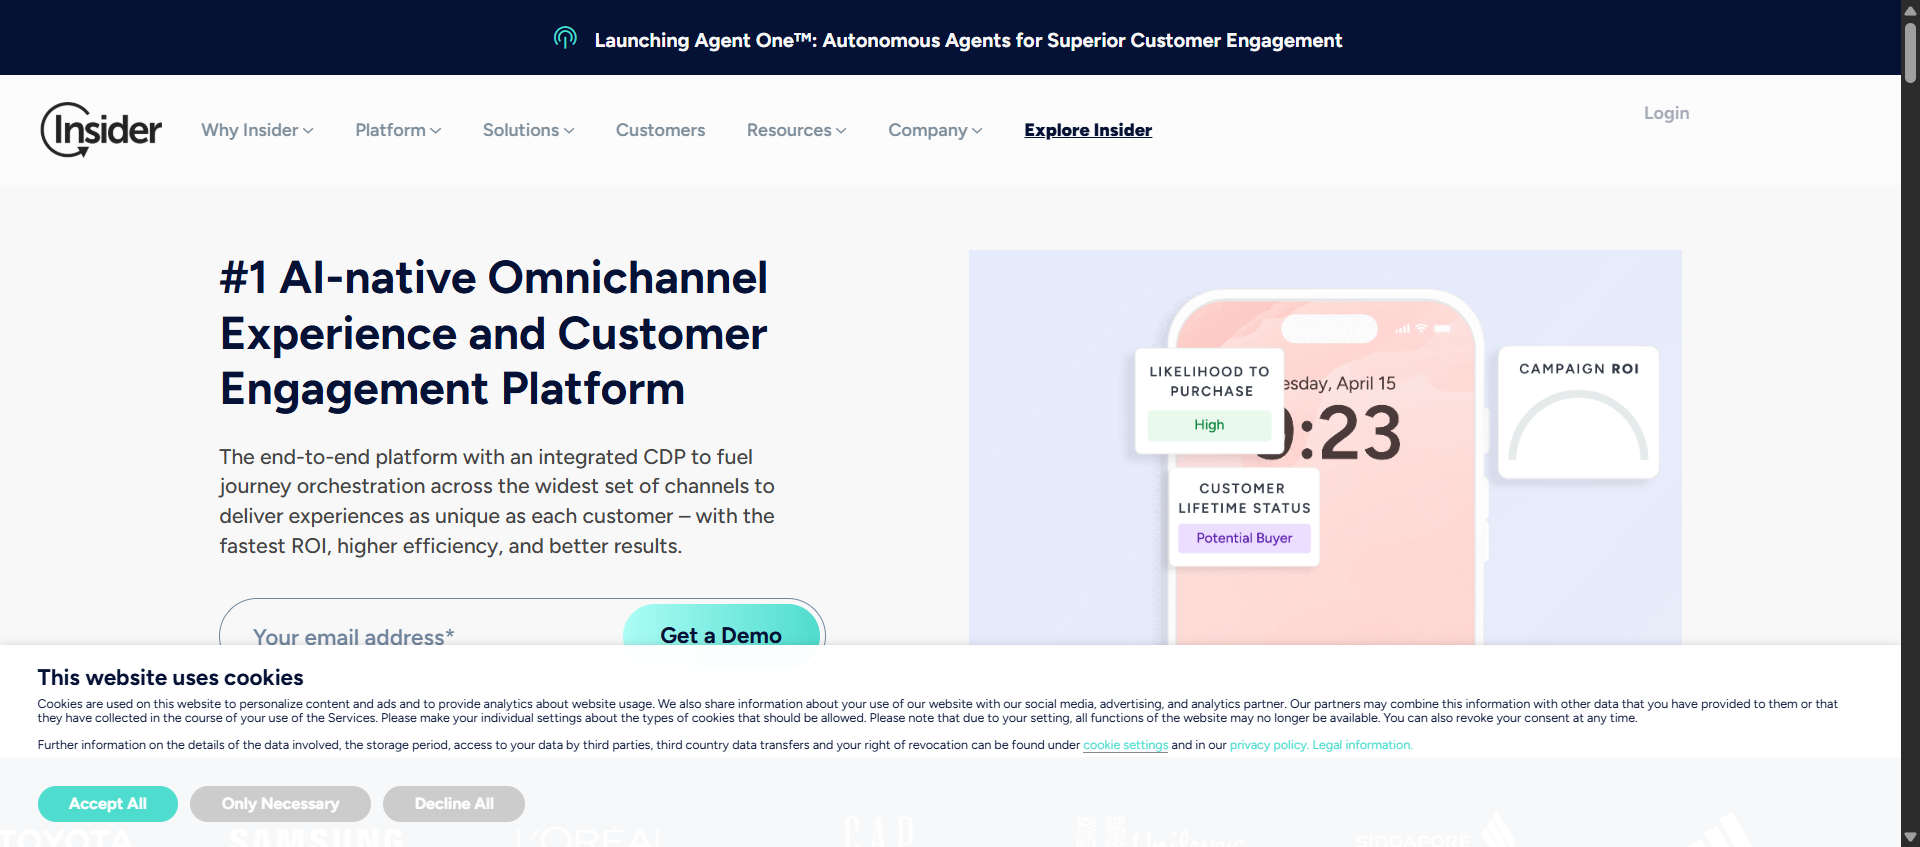 Launching Agent One™: Autonomous Agents for Superior Customer Engagement
Insider
Why Insider
Platform
Solutions
Customers
Resources
Company
Explore Insider
Login
#1 AI-native Omnichannel
Experience and Customer
Engagement Platform
The end-to-end platform with an integrated CDP to fuel
journey orchestration across the widest set of channels to
deliver experiences as unique as each customer – with the
fastest ROI, higher efficiency, and better results.
Your email address*
Get a Demo
LIKELIHOOD TO
PURCHASE
High
esday, April 15
:23
CUSTOMER
LIFETIME STATUS
Potential Buyer
CAMPAIGN ROI
This website uses cookies
Cookies are used on this website to personalize content and ads and to provide analytics about website usage. We also share information about your use of our website with our social media, advertising, and analytics partner. Our partners may combine this information with other data that you have provided to them or that
they have collected in the course of your use of the Services. Please make your individual settings about the types of cookies that should be allowed. Please note that due to your setting, all functions of the website may no longer be available. You can also revoke your consent at any time.
Further information on the details of the data involved, the storage period, access to your data by third parties, third country data transfers and your right of revocation can be found under cookie settings and in our privacy policy. Legal information.
Accept All
Only Necessary
Decline All
TOYOTA
SAMSUNG
L'ORÉAL
GAP
Unilever
SINGAPORE